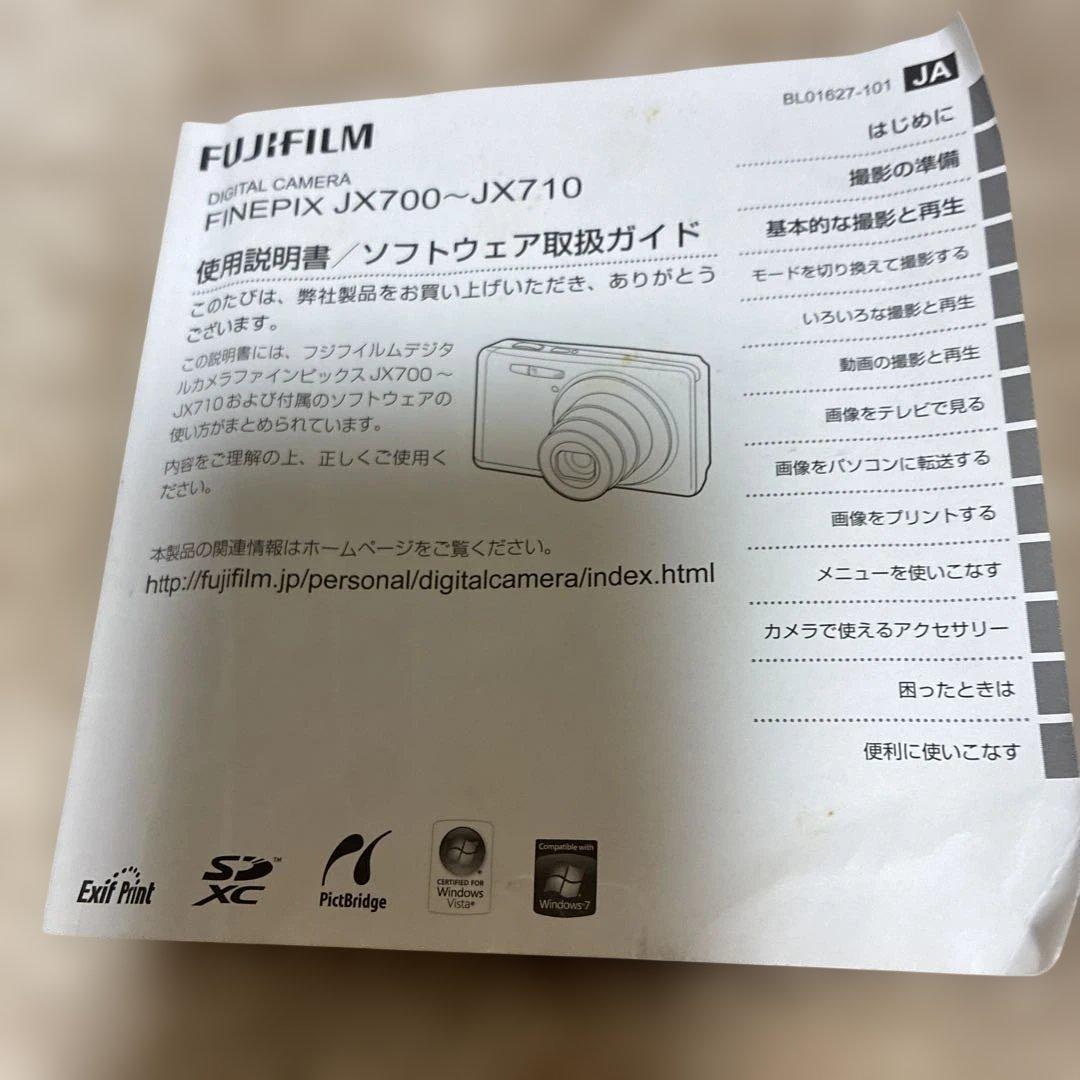 FUJIFILM
DIGITAL CAMERA
FINEPIX JX700～JX710
使用説明書／ソフトウェア取扱ガイド
このたびは、弊社製品をお買い上げいただき、ありがとう
ございます。
この説明書には、フジフイルムデジタ
ルカメラファインピックスJX700～
JX710および付属のソフトウェアの
使い方がまとめられています。
内容をご理解の上、正しくご使用く
ださい。
本製品の関連情報はホームページをご覧ください。
http://fujifilm.jp/personal/digitalcamera/index.html
BL01627-101 JA
はじめに
撮影の準備
基本的な撮影と再生
モードを切り換えて撮影する
いろいろな撮影と再生
動画の撮影と再生
画像をテレビで見る
画像をパソコンに転送する
画像をプリントする
メニューを使いこなす
カメラで使えるアクセサリー
困ったときは
便利に使いこなす
Exif Print
SD XC™
PictBridge
CERTIFIED FOR
Windows
Vista®
Compatible with
Windows®7